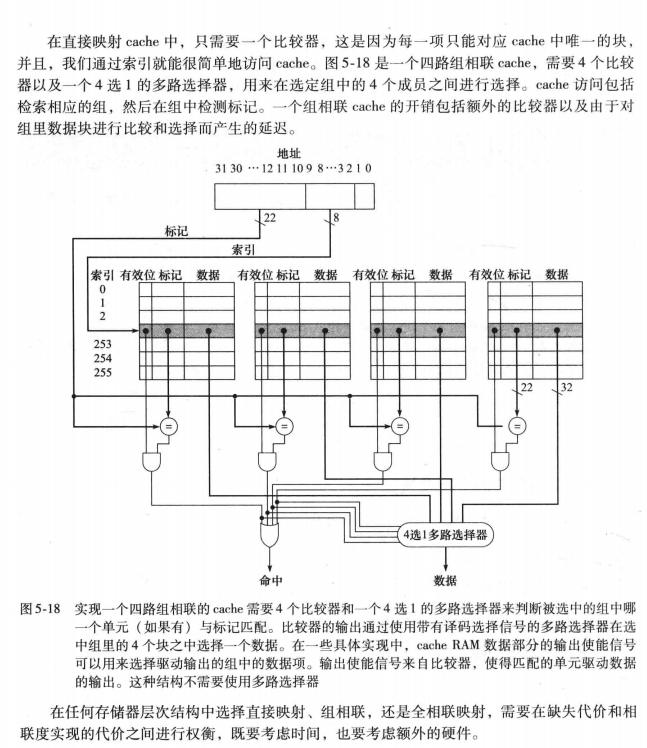 在直接映射 cache 中，只需要一个比较器，这是因为每一项只能对应 cache 中唯一的块，
并且，我们通过索引就能很简单地访问 cache。图 5-18 是一个四路组相联 cache，需要 4 个比较
器以及一个 4 选 1 的多路选择器，用来在选定组中的 4 个成员之间进行选择。cache 访问包括
检索相应的组，然后在组中检测标记。一个组相联 cache 的开销包括额外的比较器以及由于对
组里数据块进行比较和选择而产生的延迟。
地址
31 30 ···12 11 10 9 8 ···3 2 1 0
22
8
标记
索引
索引 有效位 标记 数据 有效位 标记 数据 有效位 标记 数据 有效位 标记 数据
0
1
2
253
254
255
22
32
= = = =
4选1多路选择器
命中
数据
图 5-18 实现一个四路组相联的 cache 需要 4 个比较器和一个 4 选 1 的多路选择器来判断被选中的组中哪
一个单元（如果有）与标记匹配。比较器的输出通过使用带有译码选择信号的多路选择器在选
中组里的 4 个块之中选择一个数据。在一些具体实现中，cache RAM 数据部分的输出使能信号
可以用来选择驱动输出的组中的数据项。输出使能信号来自比较器，使得匹配的单元驱动数据
的输出。这种结构不需要使用多路选择器
在任何存储器层次结构中选择直接映射、组相联，还是全相联映射，需要在缺失代价和相
联度实现的代价之间进行权衡，既要考虑时间，也要考虑额外的硬件。